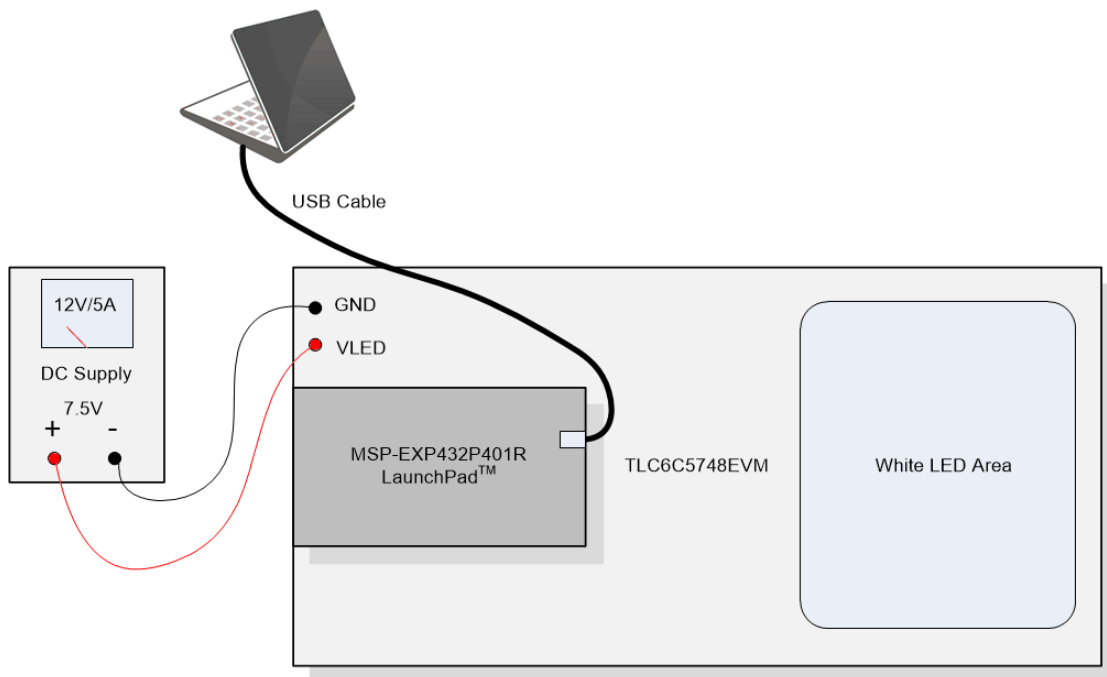 USB Cable
12V/5A
DC Supply
7.5V
+ -
GND
VLED
MSP-EXP432P401R
LaunchPad™
TLC6C5748EVM
White LED Area